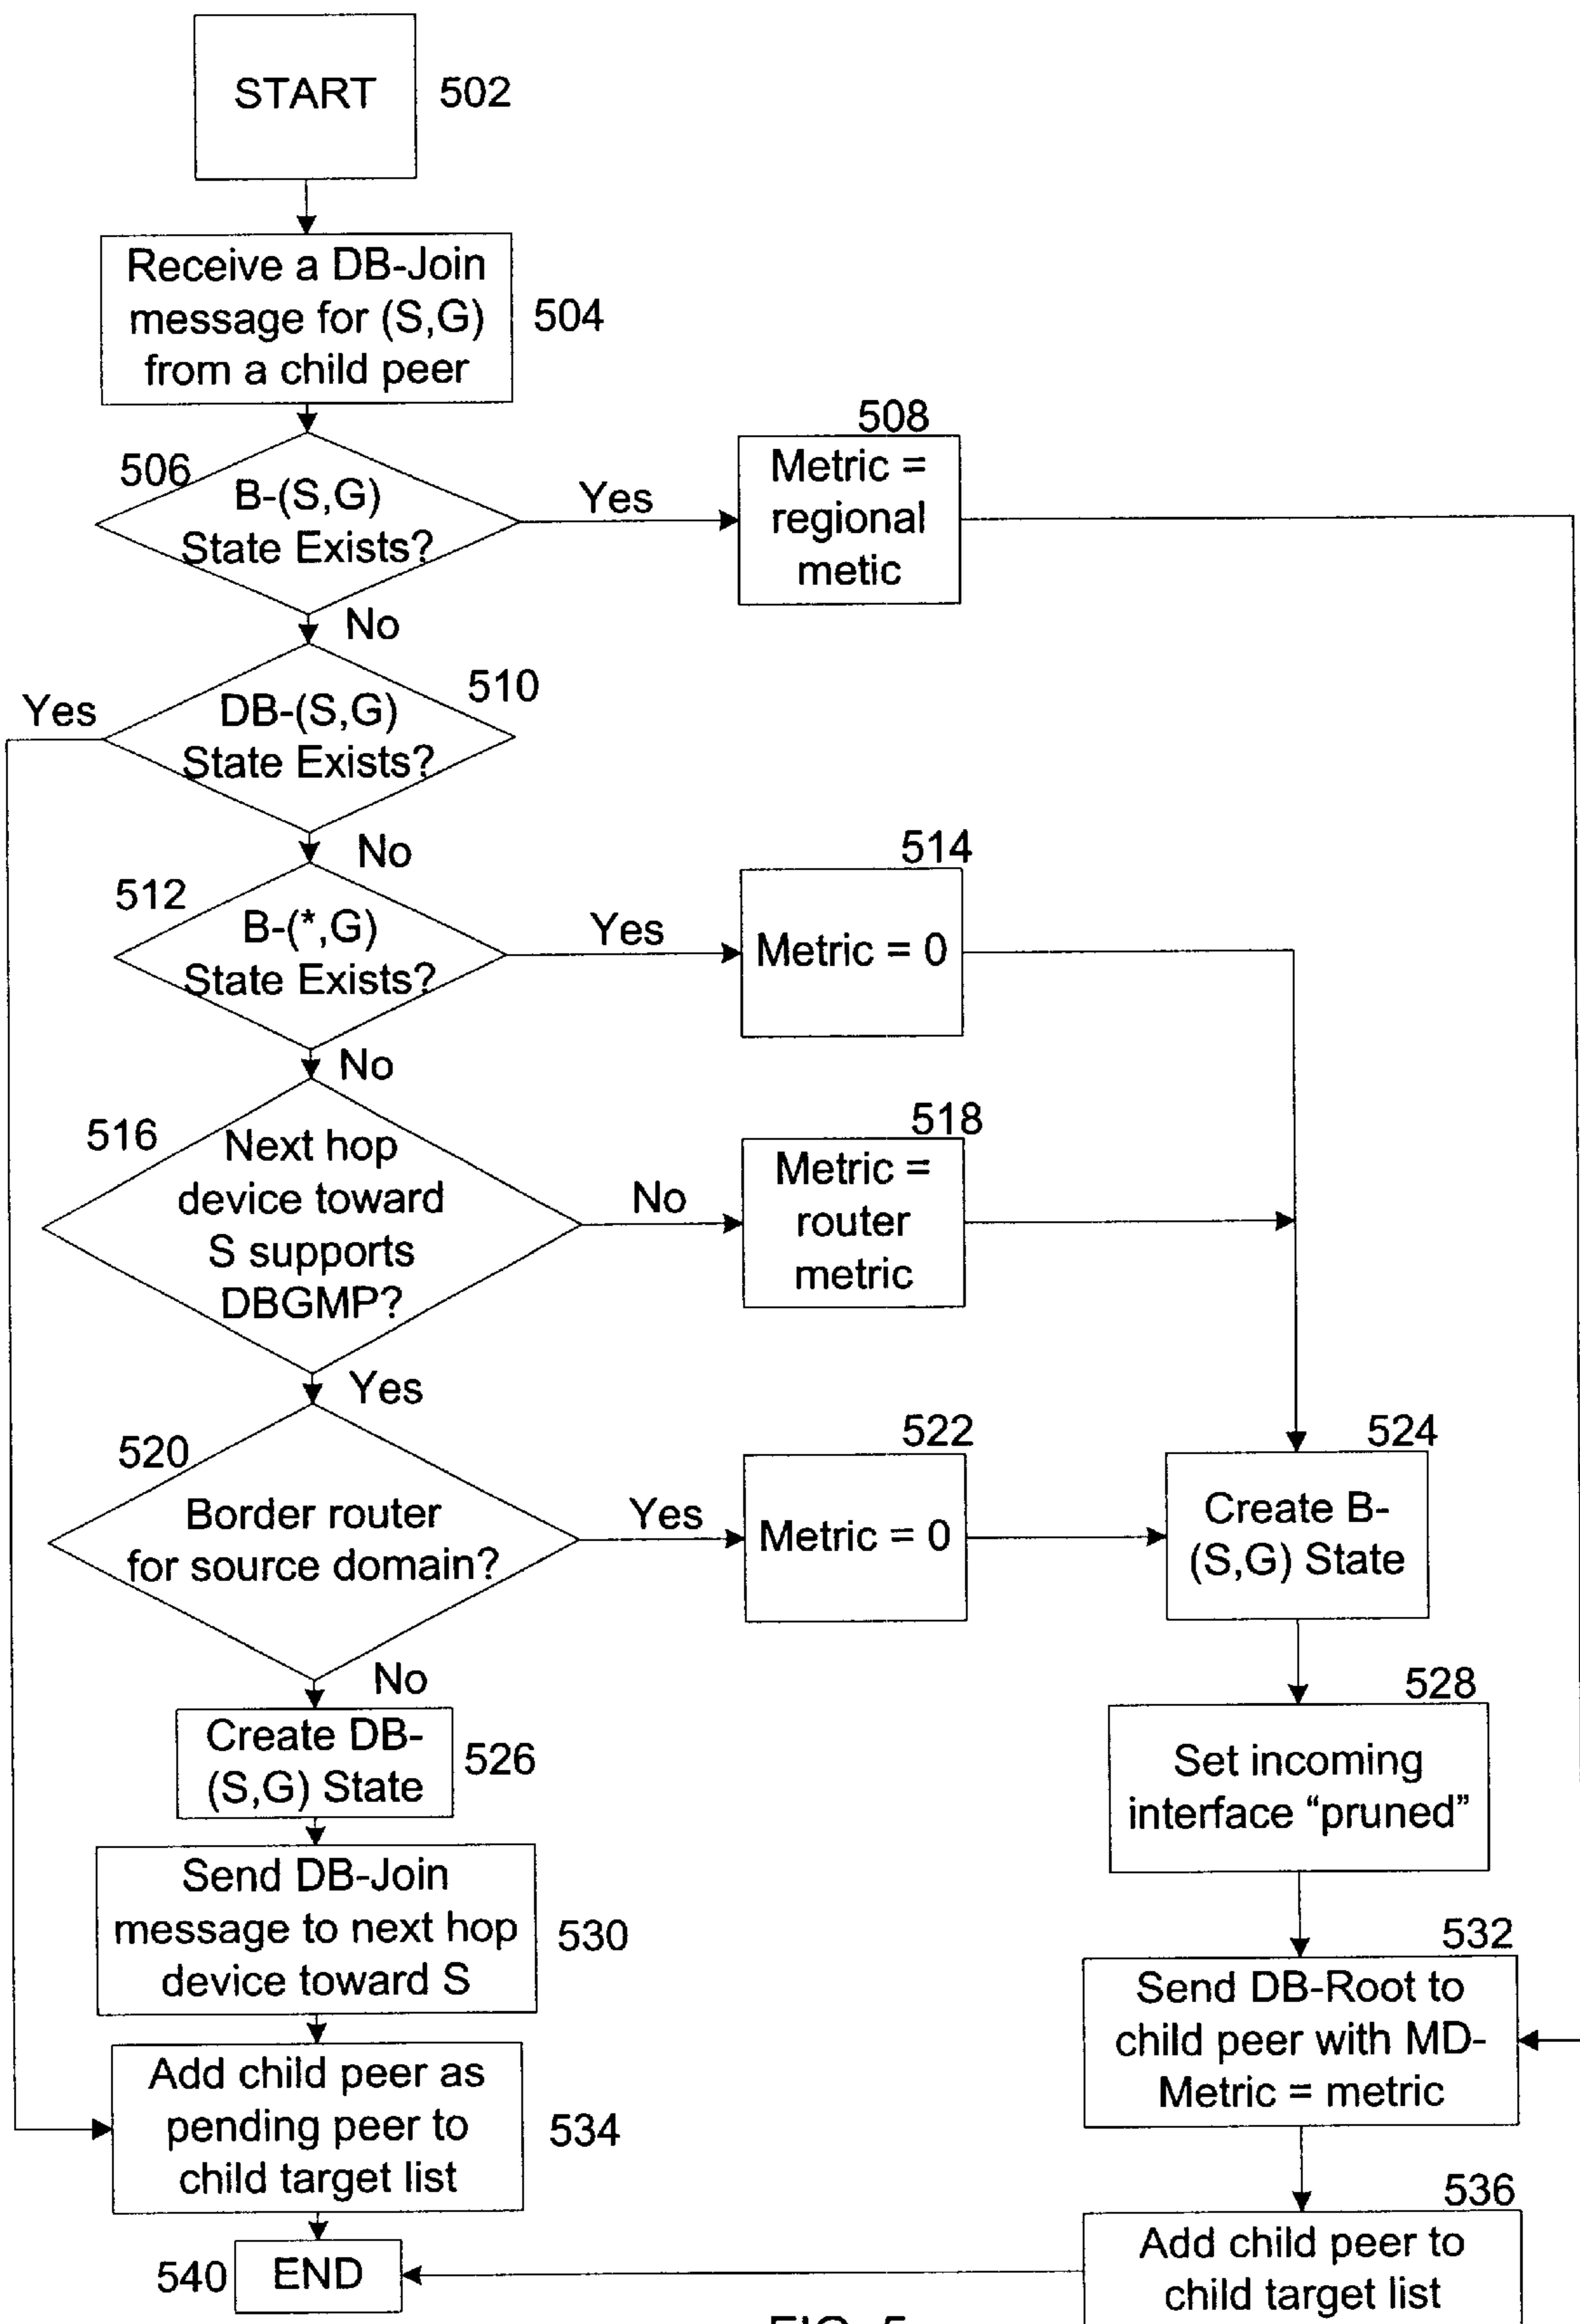 START
502
Receive a DB-Join
message for (S,G)
from a child peer
504
506
B-(S,G)
State Exists?
Yes
508
Metric =
regional
metic
No
510
Yes
DB-(S,G)
State Exists?
No
512
B-(*,G)
State Exists?
Yes
514
Metric = 0
No
516
Next hop
device toward
S supports
DBGMP?
No
518
Metric =
router
metric
Yes
520
Border router
for source domain?
Yes
522
Metric = 0
524
Create B-
(S,G) State
No
Create DB-
(S,G) State
526
528
Set incoming
interface “pruned”
Send DB-Join
message to next hop
device toward S
530
532
Send DB-Root to
child peer with MD-
Metric = metric
Add child peer as
pending peer to
child target list
534
536
Add child peer to
child target list
540
END
FIG. 5